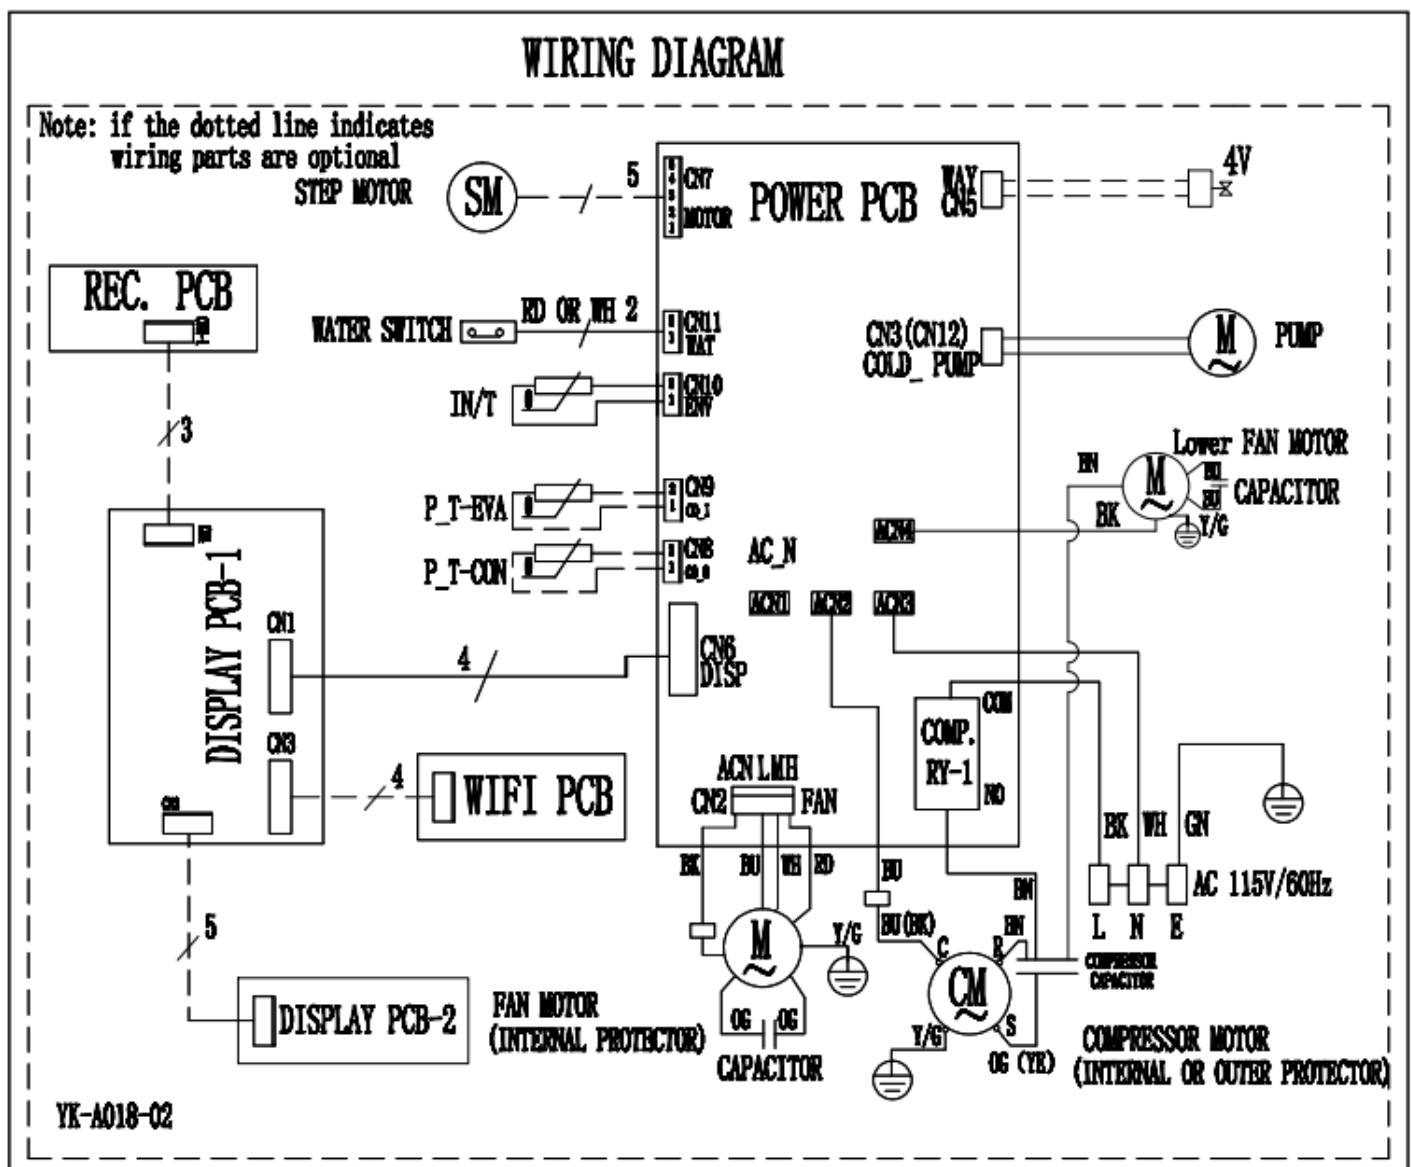 WIRING DIAGRAM
Note: if the dotted line indicates
wiring parts are optional
STEP MOTOR
SM
5
CN7
MOTOR
POWER PCB
WAY
CN5
4V
REC. PCB
WATER SWITCH
RD OR WH 2
CN11
WAT
CN3(CN12)
COLD_ PUMP
M
PUMP
IN/T
CN10
ENV
3
Lower FAN MOTOR
BN
M
CAPACITOR
BK
Y/G
P_T-EVA
2
1
CN9
ACN4
P_T-CON
CN8
AC_N
ACN1
ACN2
ACN3
DISPLAY PCB-1
CN1
4
CN6
DISP
COM
COMP.
RY-1
NO
CN3
4
WIFI PCB
ACN LMH
CN2
FAN
BK
WH
GN
BK
BU
WH
RD
BU
BN
AC 115V/60Hz
L
N
E
5
M
Y/G
BU(BK)
C
R
BN
COMPRESSOR
CAPACITOR
CM
DISPLAY PCB-2
FAN MOTOR
(INTERNAL PROTECTOR)
OG
OG
CAPACITOR
Y/G
S
OG (YE)
COMPRESSOR MOTOR
(INTERNAL OR OUTER PROTECTOR)
YK-A018-02